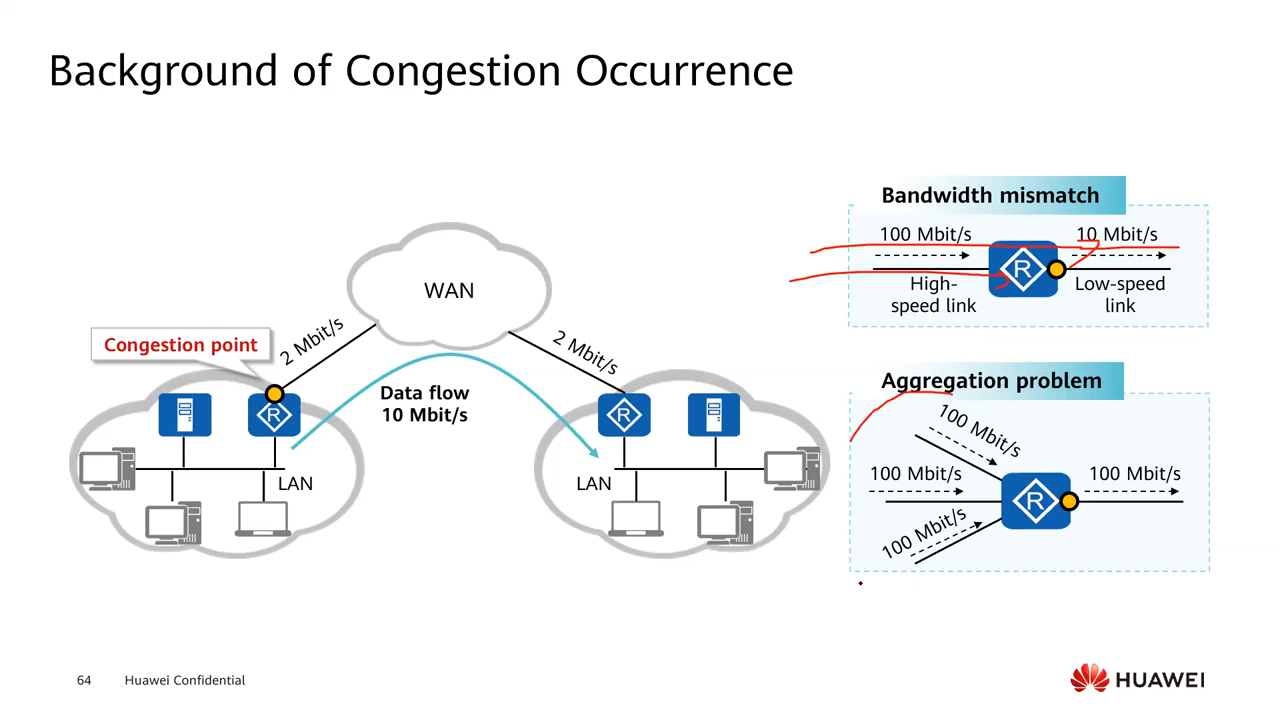 Background of Congestion Occurrence
Bandwidth mismatch
100 Mbit/s
10 Mbit/s
R
High-
speed link
Low-speed
link
WAN
Congestion point
2 Mbit/s
2 Mbit/s
Data flow
10 Mbit/s
R
R
LAN
LAN
Aggregation problem
100 Mbit/s
100 Mbit/s
100 Mbit/s
R
100 Mbit/s
64
Huawei Confidential
HUAWEI